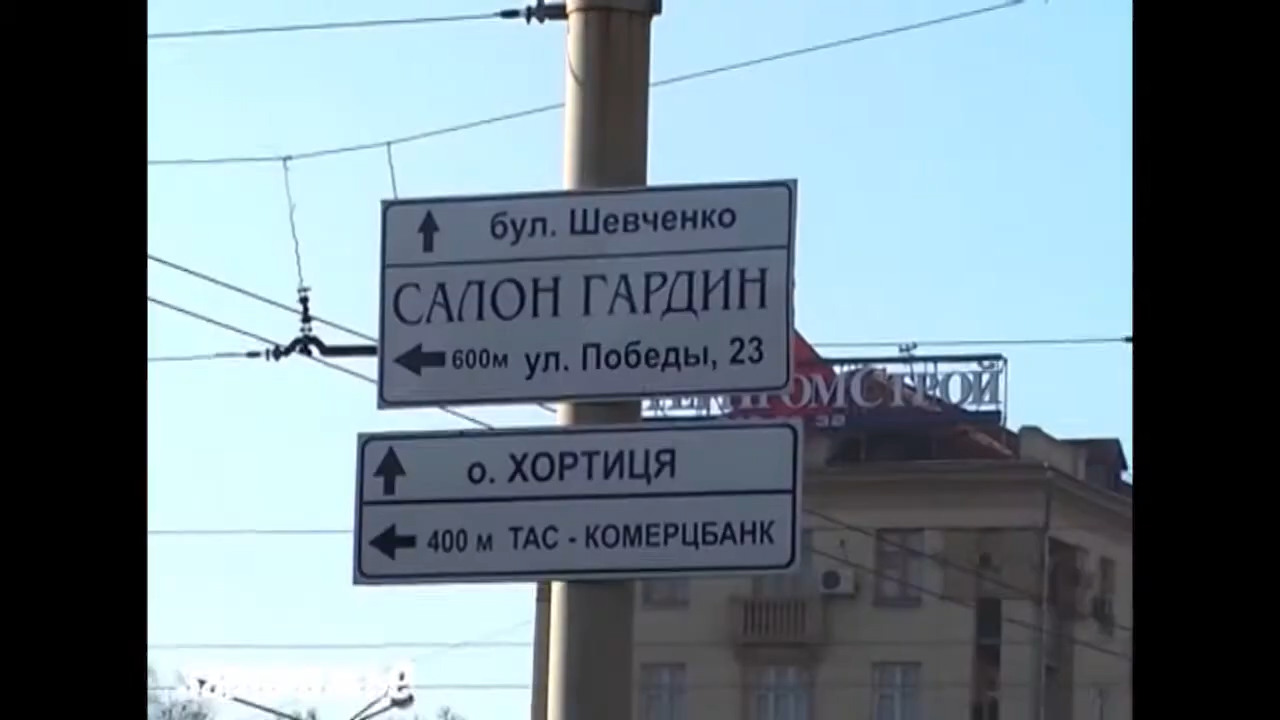 бул. Шевченко
САЛОН ГАРДИН
600м ул. Победы, 23
о. ХОРТИЦЯ
400 м ТАС - КОМЕРЦБАНК